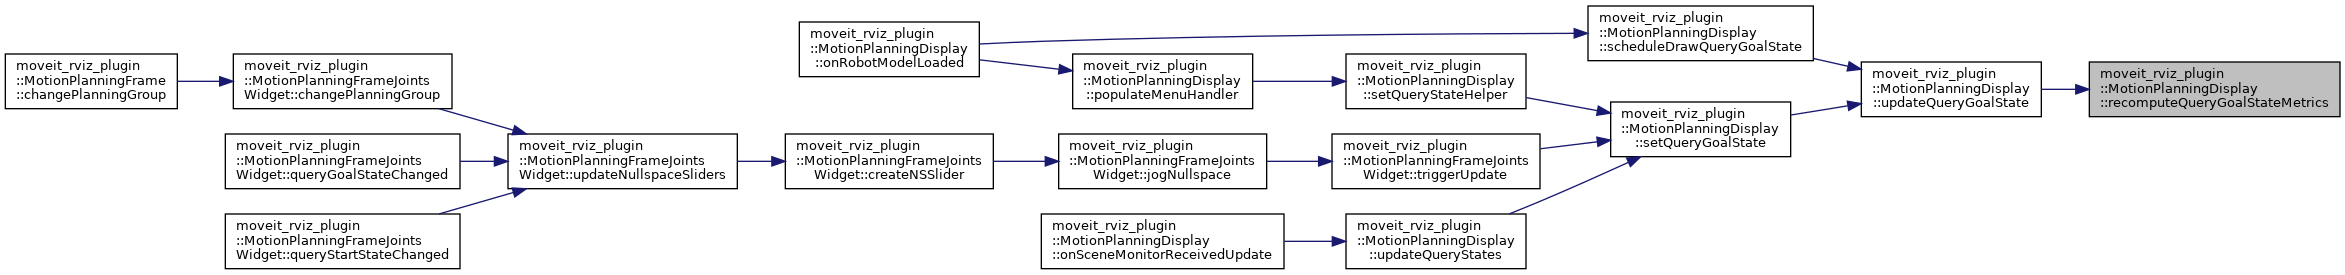 moveit_rviz_plugin
::MotionPlanningFrame
::changePlanningGroup
moveit_rviz_plugin
::MotionPlanningFrameJoints
Widget::changePlanningGroup
moveit_rviz_plugin
::MotionPlanningFrameJoints
Widget::queryGoalStateChanged
moveit_rviz_plugin
::MotionPlanningFrameJoints
Widget::queryStartStateChanged
moveit_rviz_plugin
::MotionPlanningFrameJoints
Widget::updateNullspaceSliders
moveit_rviz_plugin
::MotionPlanningDisplay
::onRobotModelLoaded
moveit_rviz_plugin
::MotionPlanningFrameJoints
Widget::createNSSlider
moveit_rviz_plugin
::MotionPlanningDisplay
::populateMenuHandler
moveit_rviz_plugin
::MotionPlanningFrameJoints
Widget::jogNullspace
moveit_rviz_plugin
::MotionPlanningDisplay
::onSceneMonitorReceivedUpdate
moveit_rviz_plugin
::MotionPlanningDisplay
::setQueryStateHelper
moveit_rviz_plugin
::MotionPlanningFrameJoints
Widget::triggerUpdate
moveit_rviz_plugin
::MotionPlanningDisplay
::updateQueryStates
moveit_rviz_plugin
::MotionPlanningDisplay
::scheduleDrawQueryGoalState
moveit_rviz_plugin
::MotionPlanningDisplay
::setQueryGoalState
moveit_rviz_plugin
::MotionPlanningDisplay
::updateQueryGoalState
moveit_rviz_plugin
::MotionPlanningDisplay
::recomputeQueryGoalStateMetrics